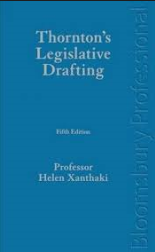 Thornton's
Legislative
Drafting
Fifth Edition
Professor
Helen Xanthaki
Bloomsbury Professional